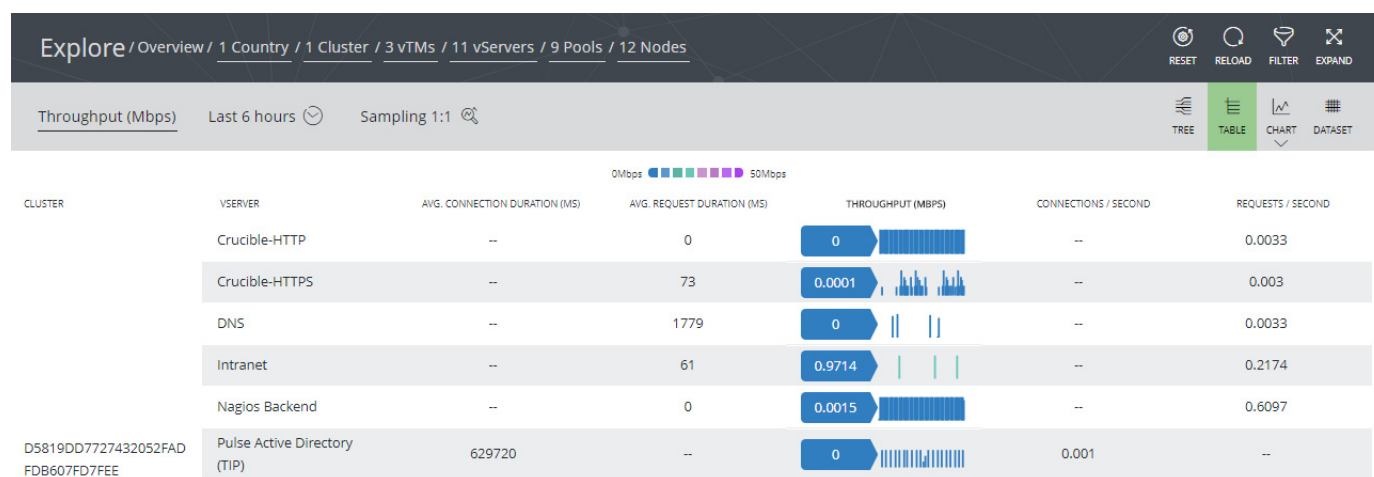 Explore / Overview / 1 Country / 1 Cluster / 3 vTMs / 11 vServers / 9 Pools / 12 Nodes
RESET RELOAD FILTER EXPAND
Throughput (Mbps) Last 6 hours Sampling 1:1
TREE TABLE CHART DATASET
0Mbps 50Mbps
CLUSTER VSERVER AVG. CONNECTION DURATION (MS) AVG. REQUEST DURATION (MS) THROUGHPUT (MBPS) CONNECTIONS / SECOND REQUESTS / SECOND
Crucible-HTTP -- 0 0 -- 0.0033
Crucible-HTTPS -- 73 0.0001 -- 0.003
DNS -- 1779 0 -- 0.0033
Intranet -- 61 0.9714 -- 0.2174
Nagios Backend -- 0 0.0015 -- 0.6097
D5819DD7727432052FAD
FDB607FD7FEE
Pulse Active Directory
(TIP)
629720 -- 0 0.001 --